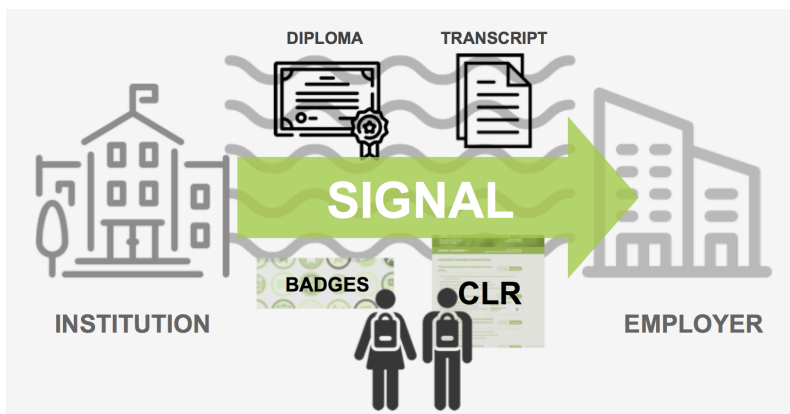 DIPLOMA
TRANSCRIPT
SIGNAL
BADGES
CLR
INSTITUTION
EMPLOYER